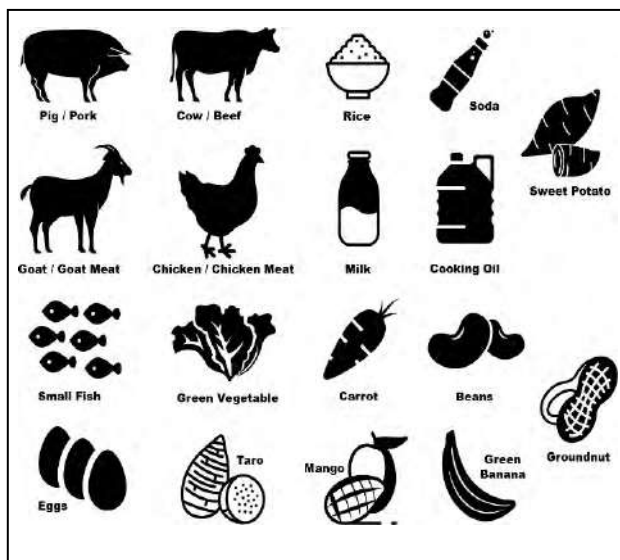 Pig / Pork
Cow / Beef
Rice
Soda
Sweet Potato
Goat / Goat Meat
Chicken / Chicken Meat
Milk
Cooking Oil
Small Fish
Green Vegetable
Carrot
Beans
Groundnut
Eggs
Taro
Mango
Green
Banana